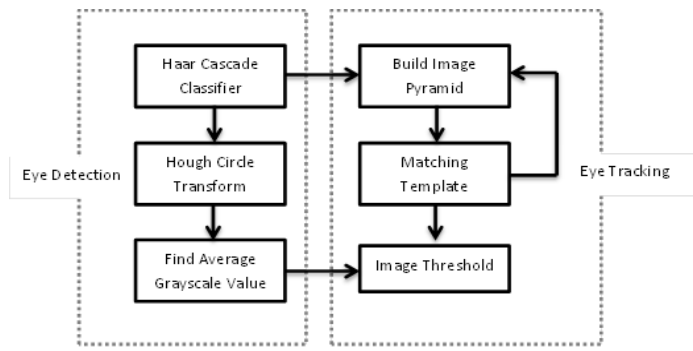 Haar Cascade
Classifier
Build Image
Pyramid
Eye Detection
Hough Circle
Transform
Matching
Template
Eye Tracking
Find Average
Grayscale Value
Image Threshold